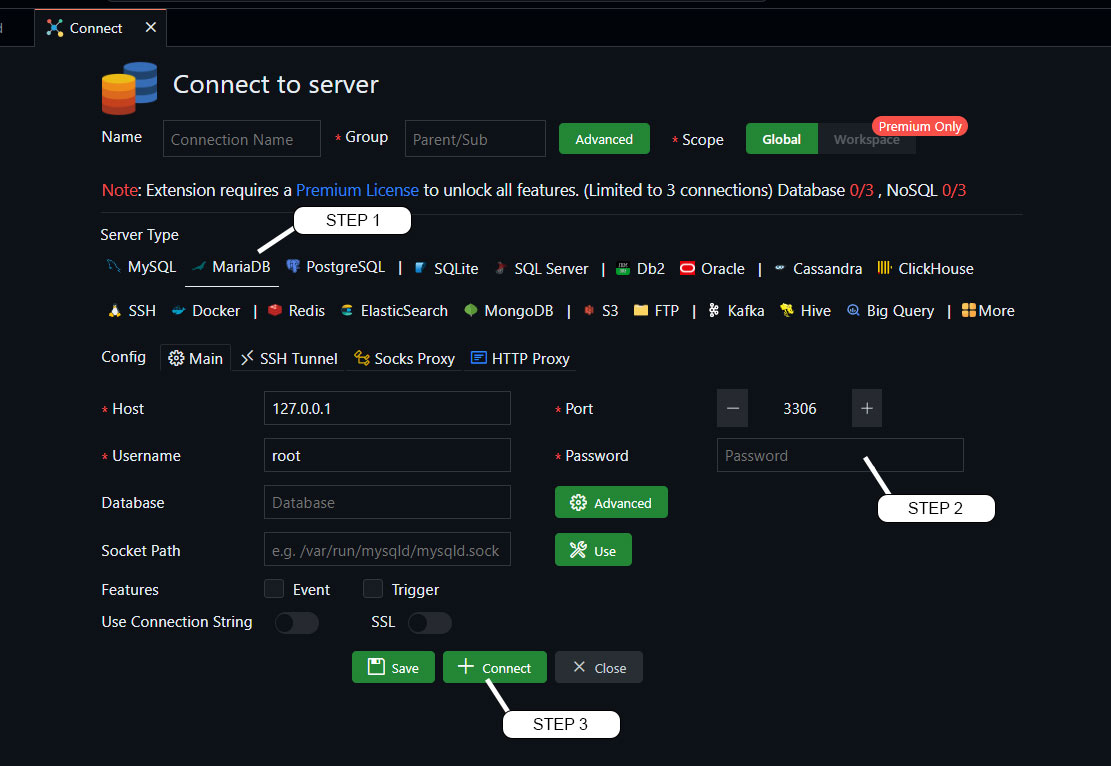 Connect
Connect to server
Name Connection Name * Group Parent/Sub Advanced * Scope Global Workspace Premium Only
Note: Extension requires a Premium License to unlock all features. (Limited to 3 connections) Database 0/3 , NoSQL 0/3
STEP 1
Server Type
MySQL MariaDB PostgreSQL | SQLite SQL Server | Db2 Oracle | Cassandra ClickHouse
SSH Docker | Redis ElasticSearch MongoDB | S3 FTP | Kafka Hive Big Query | More
Config Main SSH Tunnel Socks Proxy HTTP Proxy
* Host 127.0.0.1 * Port 3306
* Username root * Password Password
Database Database Advanced
STEP 2
Socket Path e.g. /var/run/mysqld/mysqld.sock Use
Features Event Trigger
Use Connection String SSL
Save Connect Close
STEP 3